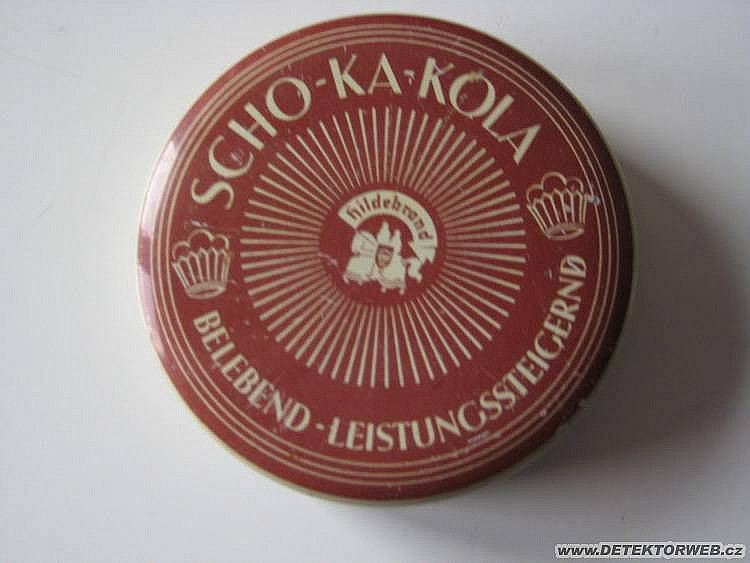 SCHO-KA-KOLA
hildebrand
BELEBEND-LEISTUNGSSTEIGERND
www.DETEKTORWEB.cz